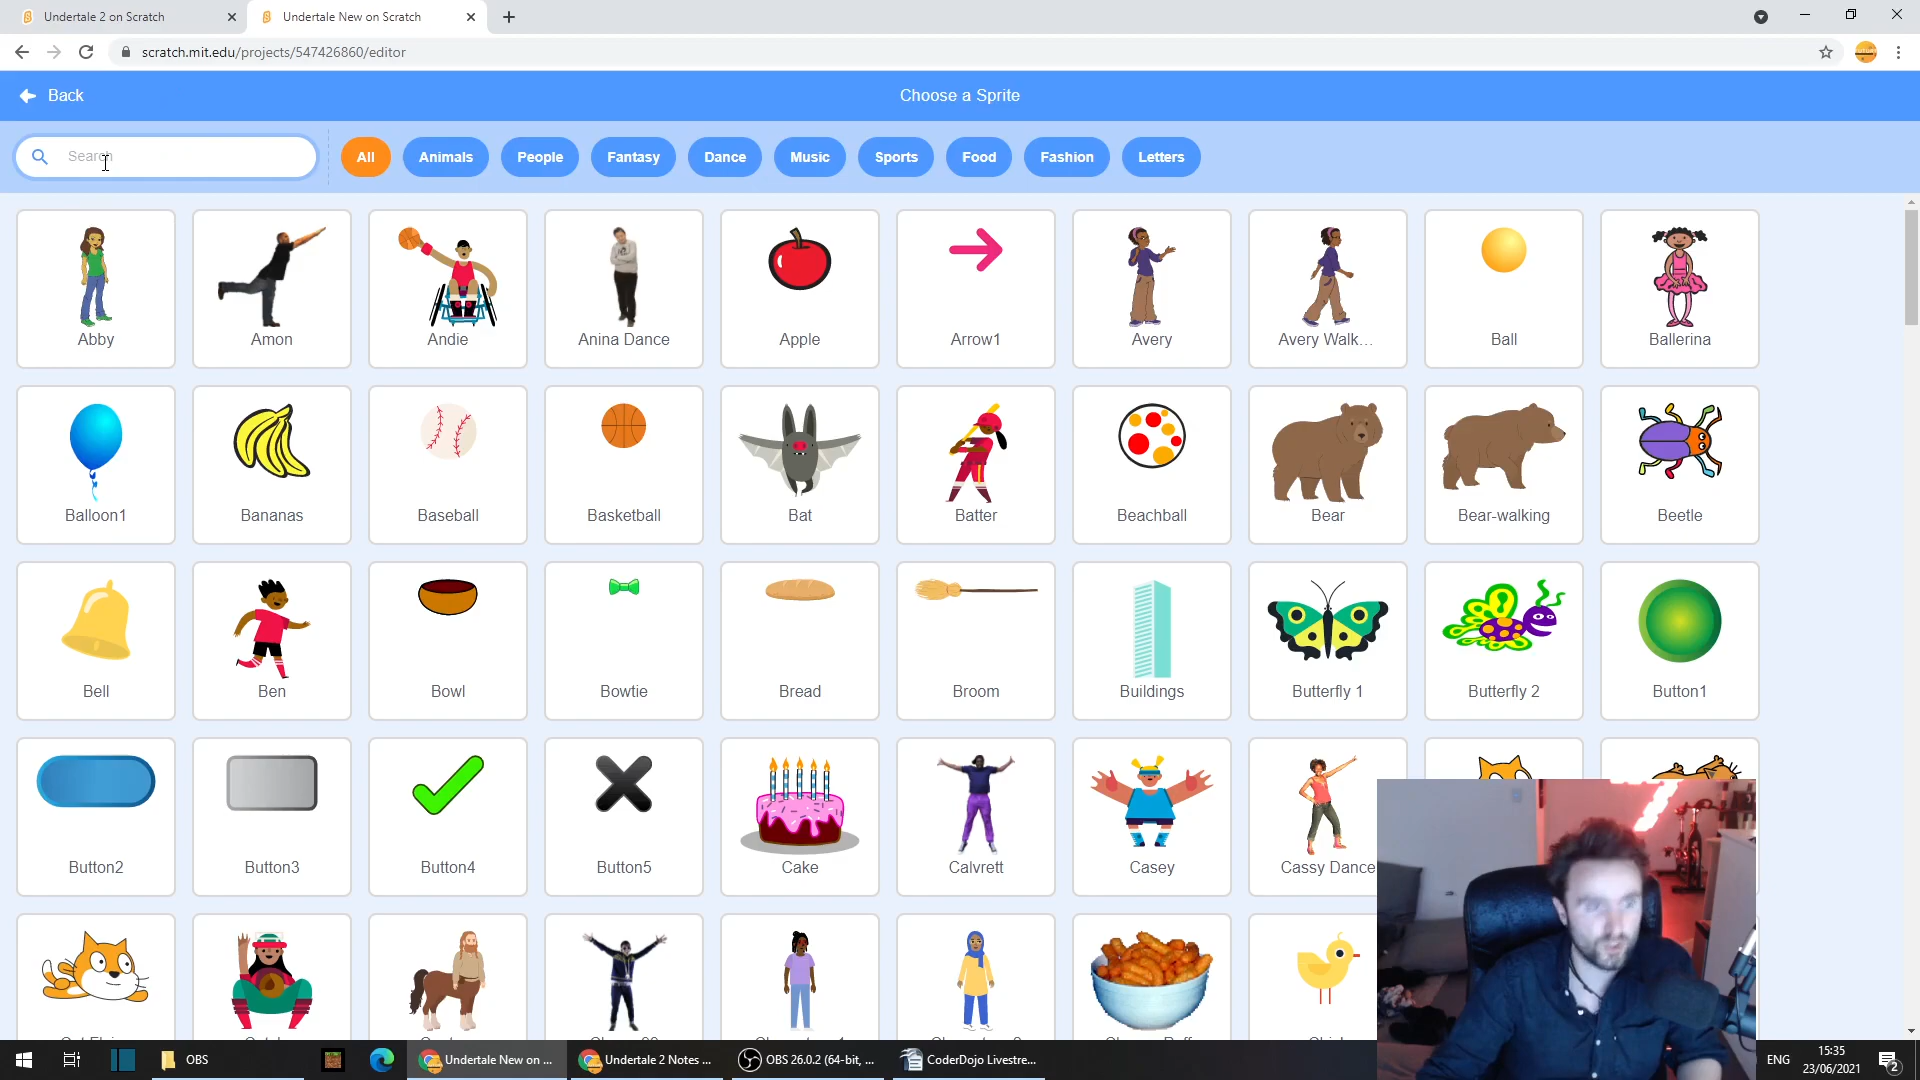 Undertale 2 on Scratch
Undertale New on Scratch
scratch.mit.edu/projects/547426860/editor
Back
Choose a Sprite
Search
All
Animals
People
Fantasy
Dance
Music
Sports
Food
Fashion
Letters
Abby
Amon
Andie
Anina Dance
Apple
Arrow1
Avery
Avery Walk...
Ball
Ballerina
Balloon1
Bananas
Baseball
Basketball
Bat
Batter
Beachball
Bear
Bear-walking
Beetle
Bell
Ben
Bowl
Bowtie
Bread
Broom
Buildings
Butterfly 1
Butterfly 2
Button1
Button2
Button3
Button4
Button5
Cake
Calvrett
Casey
Cassy Dance
OBS
Undertale New on ...
Undertale 2 Notes ...
OBS 26.0.2 (64-bit, ...
CoderDojo Livestre...
ENG
15:35
23/06/2021
2